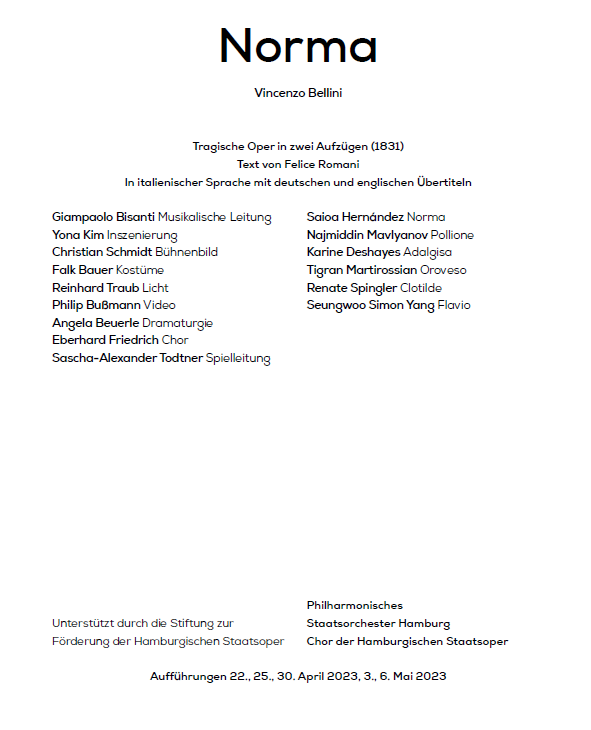 Norma
Vincenzo Bellini
Tragische Oper in zwei Aufzügen (1831)
Text von Felice Romani
In italienischer Sprache mit deutschen und englischen Übertiteln
Giampaolo Bisanti Musikalische Leitung
Yona Kim Inszenierung
Christian Schmidt Bühnenbild
Falk Bauer Kostüme
Reinhard Traub Licht
Philip Bußmann Video
Angela Beuerle Dramaturgie
Eberhard Friedrich Chor
Sascha-Alexander Todtner Spielleitung
Saioa Hernández Norma
Najmiddin Mavlyanov Pollione
Karine Deshayes Adalgisa
Tigran Martirossian Oroveso
Renate Spingler Clotilde
Seungwoo Simon Yang Flavio
Unterstützt durch die Stiftung zur
Förderung der Hamburgischen Staatsoper
Philharmonisches
Staatsorchester Hamburg
Chor der Hamburgischen Staatsoper
Aufführungen 22., 25., 30. April 2023, 3., 6. Mai 2023